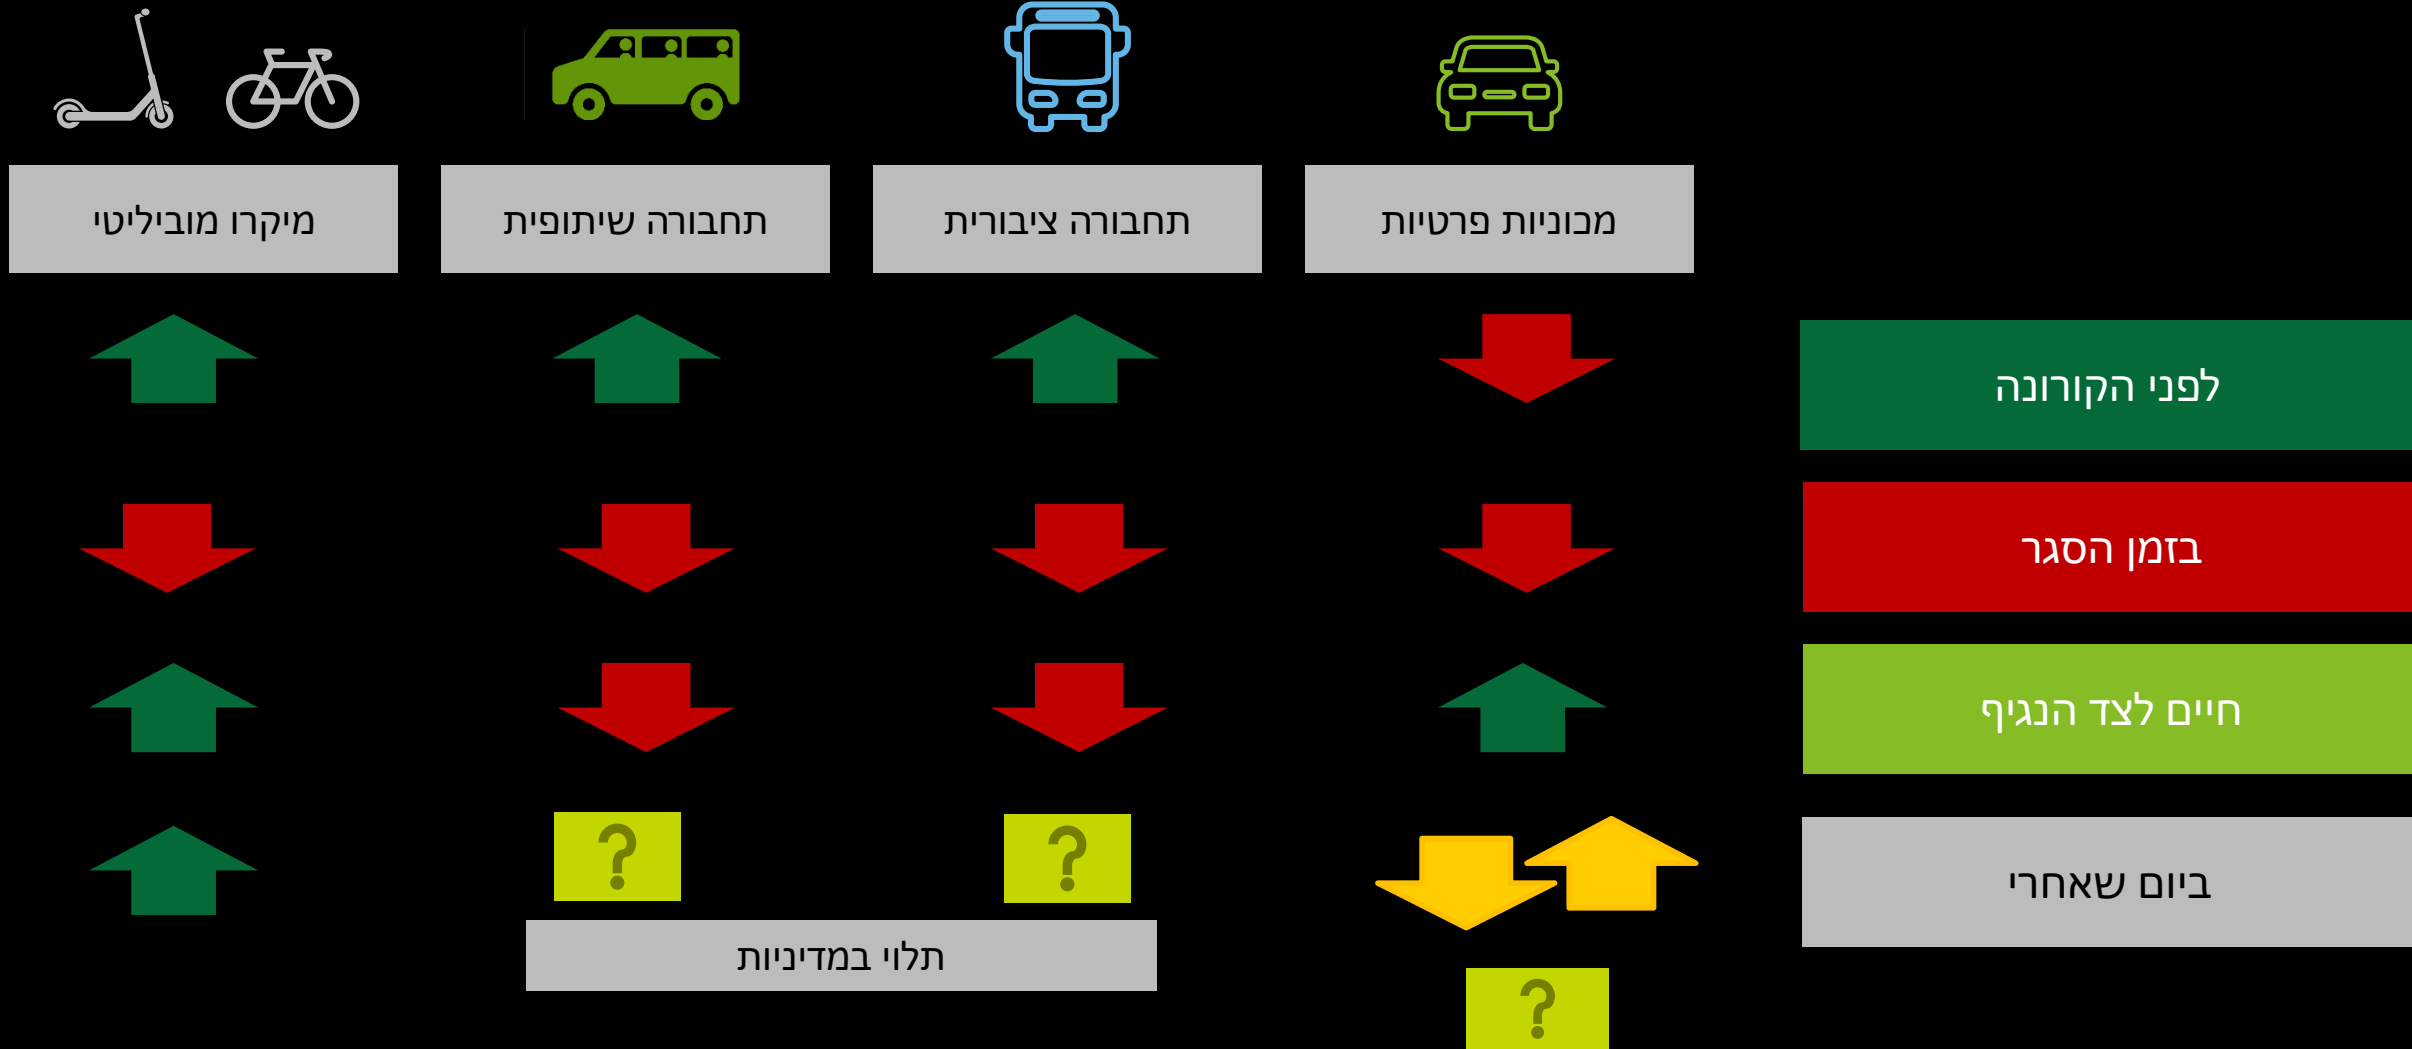 מכוניות פרטיות
תחבורה ציבורית
תחבורה שיתופית
מיקרו מוביליטי
לפני הקורונה
בזמן הסגר
חיים לצד הנגיף
ביום שאחרי
?
?
תלוי במדיניות
?